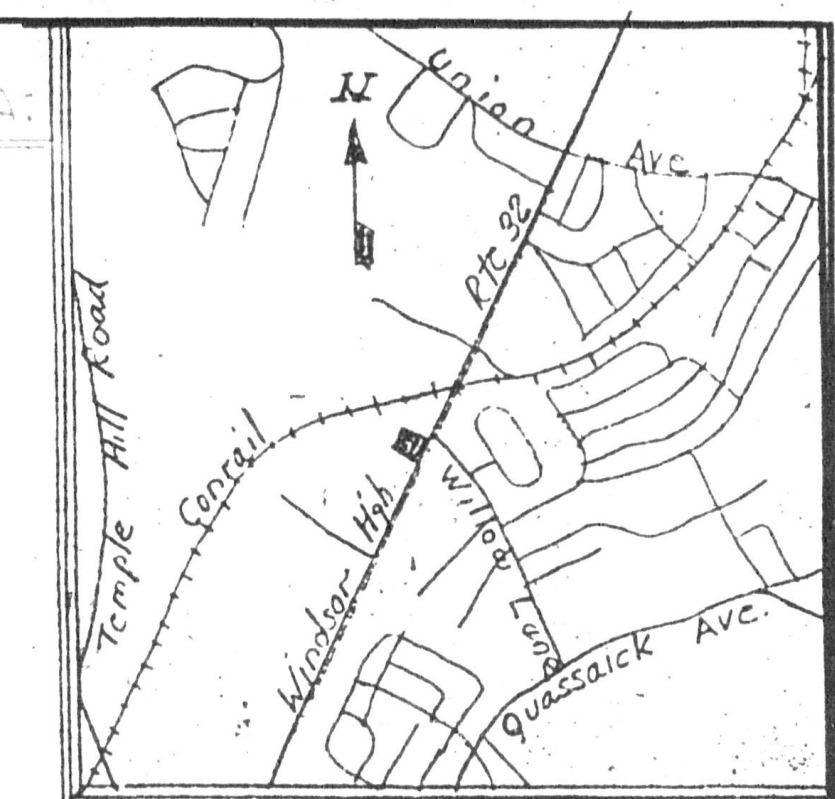 Union Ave
N
Rte 32
Temple Hill Road
Conrail
Windsor High
Willow Lane
Quassaick Ave.